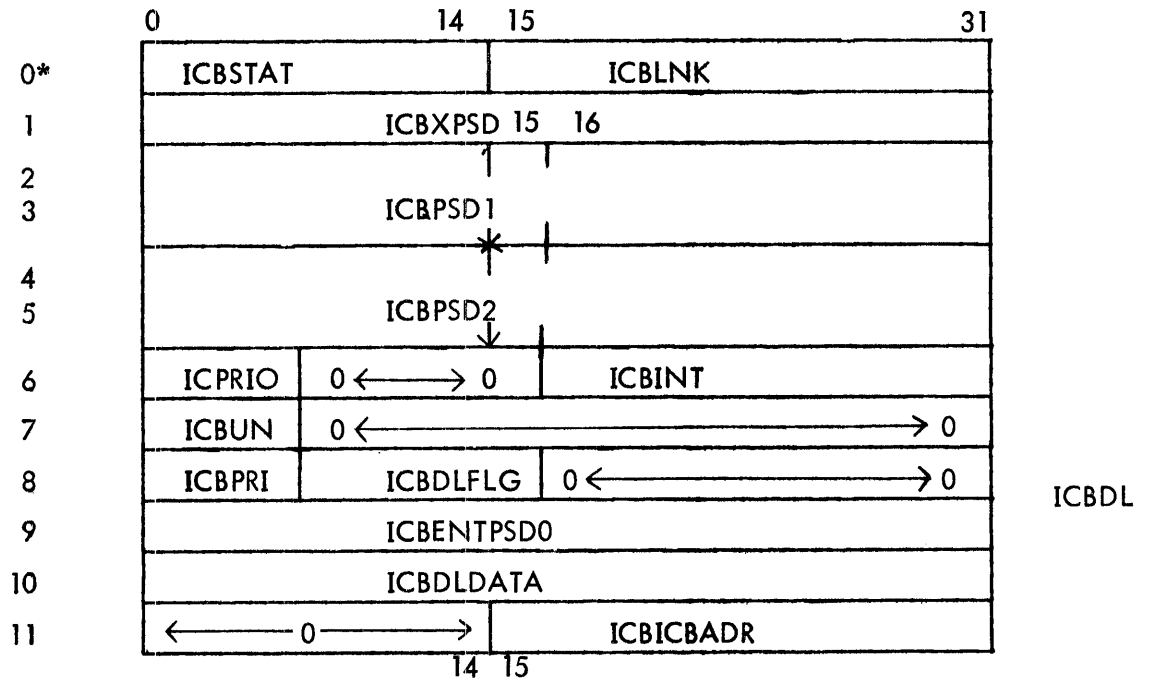 0 14 15 31
0* ICBSTAT ICBLNK
1 ICBXPSD 15 16
2
3 ICBPSD1
4
5 ICBPSD2
6 ICPRIO 0 0 ICBINT
7 ICBUN 0 0
8 ICBPRI ICBDLFLG 0 0
ICBDL
9 ICBENTPSD0
10 ICBDLDATA
11 0 ICBICBADR
14 15